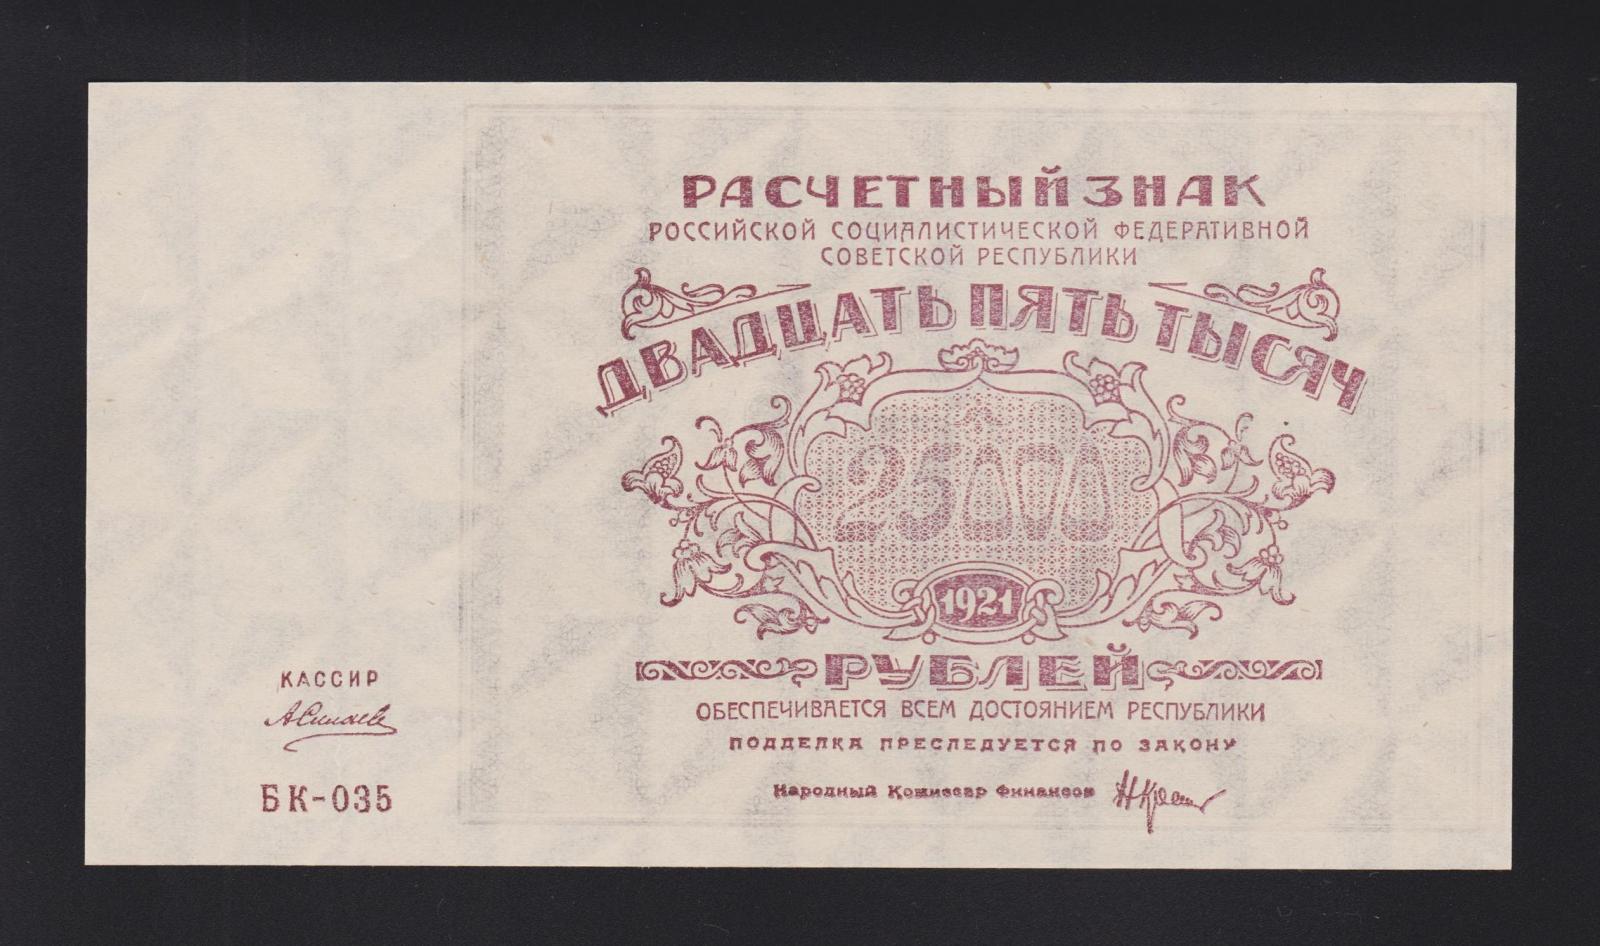 РАСЧЕТНЫЙ ЗНАК
РОССИЙСКОЙ СОЦИАЛИСТИЧЕСКОЙ ФЕДЕРАТИВНОЙ
СОВЕТСКОЙ РЕСПУБЛИКИ
ДВАДЦАТЬ ПЯТЬ ТЫСЯЧ
25000
1921
РУБЛЕЙ
ОБЕСПЕЧИВАЕТСЯ ВСЕМ ДОСТОЯНИЕМ РЕСПУБЛИКИ
ПОДДЕЛКА ПРЕСЛЕДУЕТСЯ ПО ЗАКОНУ
Народный Комиссар Финансов
КАССИР
А Силаев
БК-035